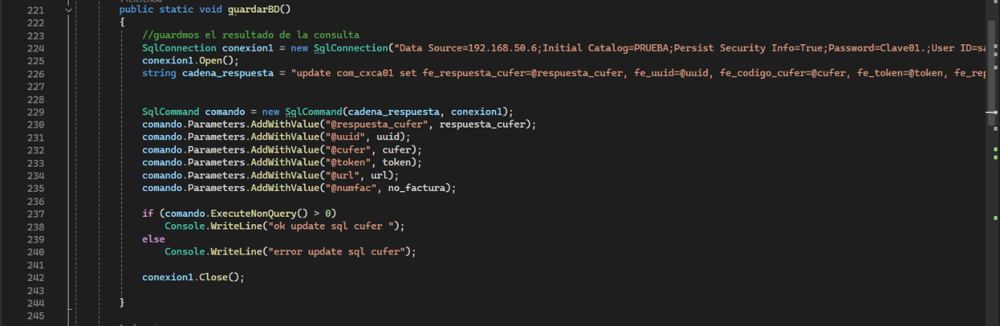 221 public static void guardarBD()
222 {
223 //guardmos el resultado de la consulta
224 SqlConnection conexion1 = new SqlConnection("Data Source=192.168.50.6;Initial Catalog=PRUEBA;Persist Security Info=True;Password=Clave01.;User ID=sa
225 conexion1.Open();
226 string cadena_respuesta = "update com_cxca01 set fe_respuesta_cufer=@respuesta_cufer, fe_uuid=@uuid, fe_codigo_cufer=@cufer, fe_token=@token, fe_rep
227
228
229 SqlCommand comando = new SqlCommand(cadena_respuesta, conexion1);
230 comando.Parameters.AddWithValue("@respuesta_cufer", respuesta_cufer);
231 comando.Parameters.AddWithValue("@uuid", uuid);
232 comando.Parameters.AddWithValue("@cufer", cufer);
233 comando.Parameters.AddWithValue("@token", token);
234 comando.Parameters.AddWithValue("@url", url);
235 comando.Parameters.AddWithValue("@numfac", no_factura);
236
237 if (comando.ExecuteNonQuery() > 0)
238 Console.WriteLine("ok update sql cufer ");
239 else
240 Console.WriteLine("error update sql cufer");
241
242 conexion1.Close();
243
244 }
245